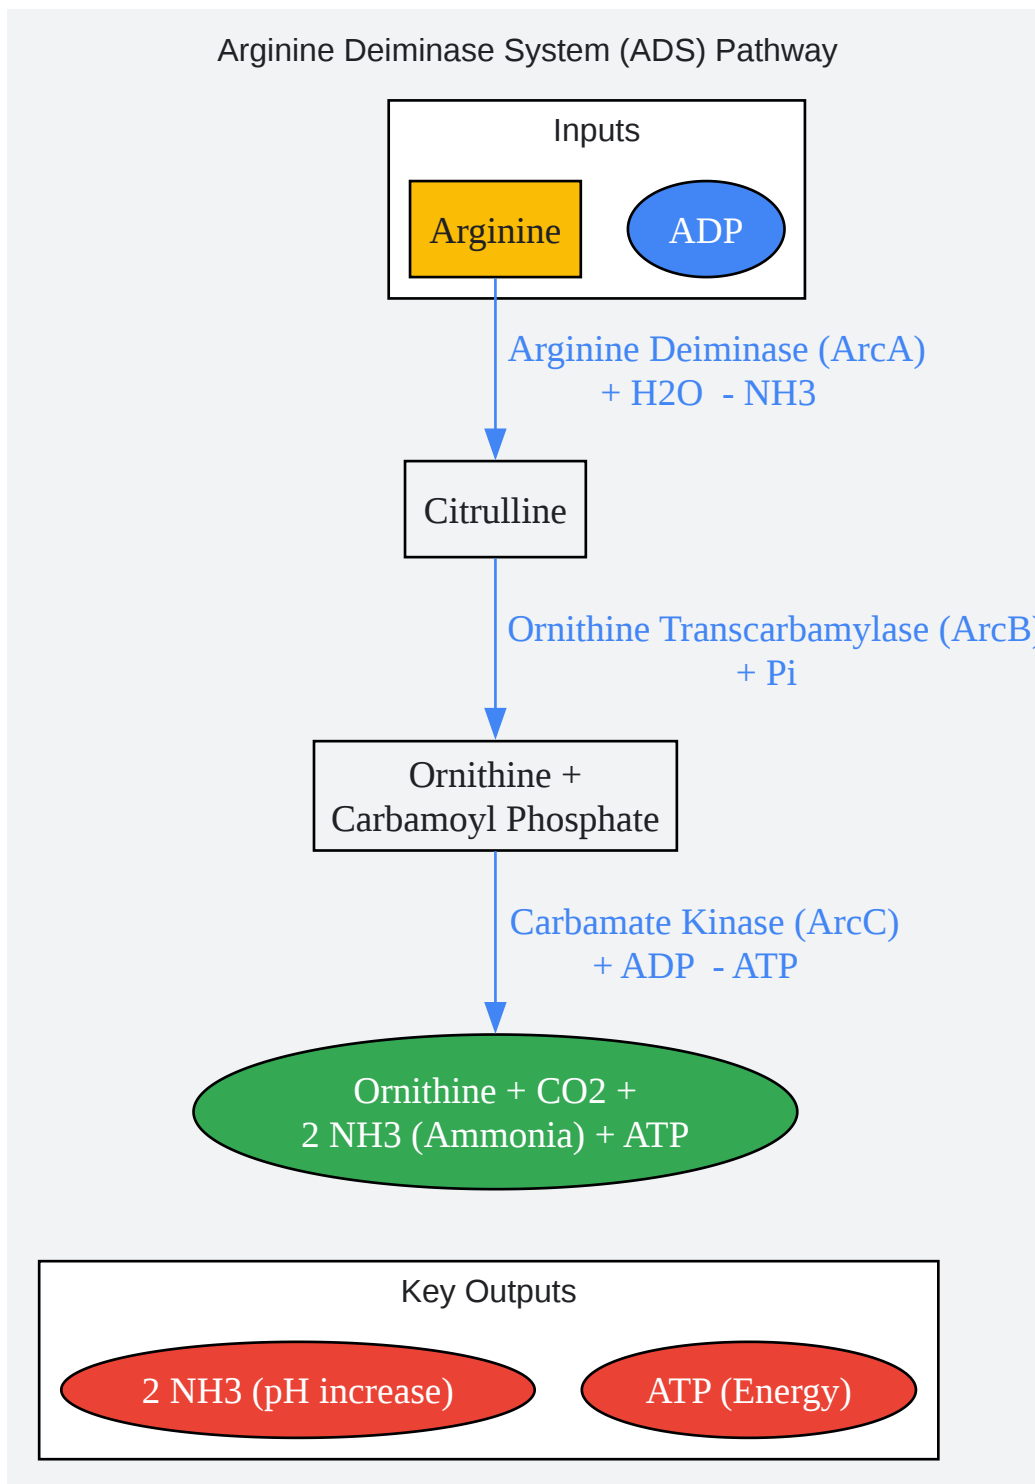 Arginine Deiminase System (ADS) Pathway
Inputs
Arginine
ADP
Arginine Deiminase (ArcA)
+ H2O  - NH3
Citrulline
Ornithine Transcarbamylase (ArcB)
+ Pi
Ornithine +
Carbamoyl Phosphate
Carbamate Kinase (ArcC)
+ ADP  - ATP
Ornithine + CO2 +
2 NH3 (Ammonia) + ATP
Key Outputs
2 NH3 (pH increase)
ATP (Energy)